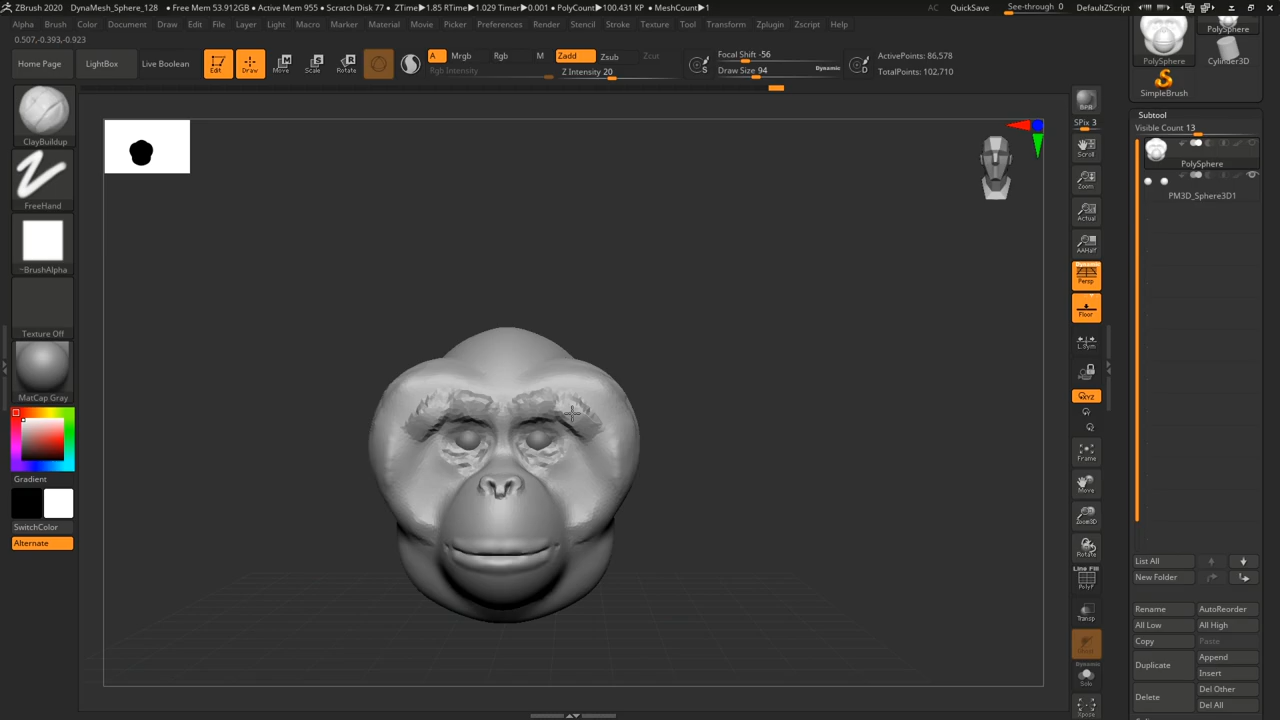 ZBrush 2020 DynaMesh_Sphere_128 • Free Mem 53.912GB • Active Mem 955 • Scratch Disk 77 • ZTime▶1.85 RTime▶1.029 Timer▶0.001 • PolyCount▶100.431 KP • MeshCount▶1 AC QuickSave See-through 0 DefaultZScript
Alpha Brush Color Document Draw Edit File Layer Light Macro Marker Material Movie Picker Preferences Render Stencil Stroke Texture Tool Transform Zplugin Zscript Help
0.507,-0.393,-0.923
Home Page LightBox Live Boolean Edit Draw Move Scale Rotate
A Mrgb Rgb M Zadd Zsub Zcut
Rgb Intensity Z Intensity 20
Focal Shift -56
Draw Size 94 Dynamic
S D
ActivePoints: 86,578
TotalPoints: 102,710
PolySphere
PolySphere
Cylinder3D
SimpleBrush
ClayBuildup
FreeHand
~BrushAlpha
Texture Off
MatCap Gray
Gradient
SwitchColor
Alternate
BPR
SPix 3
Scroll
Zoom
Actual
AAHalf
Dynamic
Persp
Floor
L.Sym
XYZ
Frame
Move
Zoom3D
Rotate
Line Fill
PolyF
Transp
Dynamic
Solo
Xpose
Subtool
Visible Count 13
PolySphere
PM3D_Sphere3D1
List All
New Folder
Rename AutoReorder
All Low All High
Copy Paste
Duplicate Append
Insert
Delete Del Other
Del All